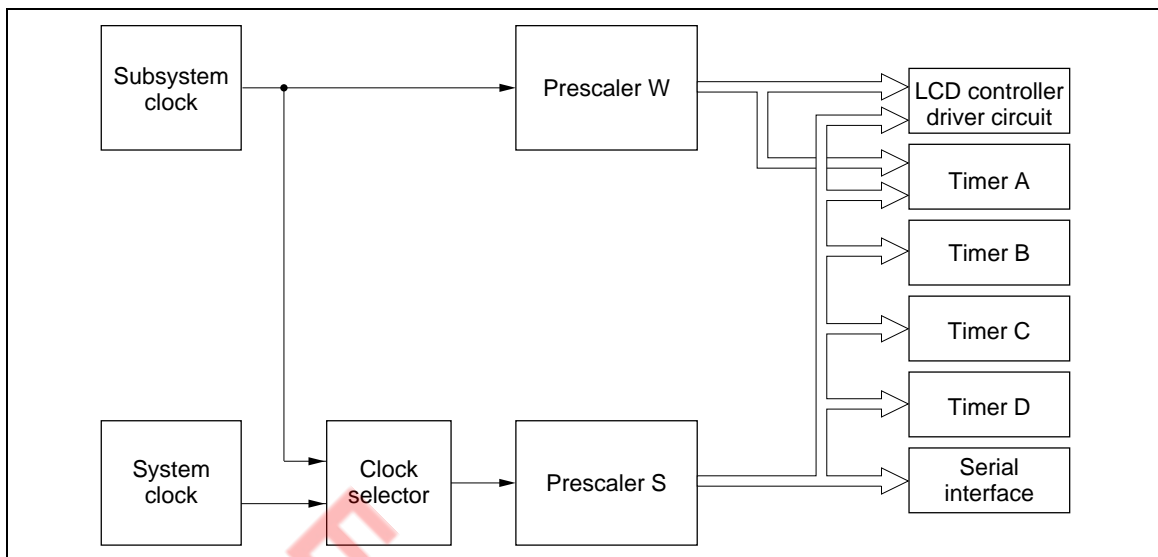 Subsystem
clock
Prescaler W
LCD controller
driver circuit
Timer A
Timer B
Timer C
Timer D
System
clock
Clock
selector
Prescaler S
Serial
interface
E